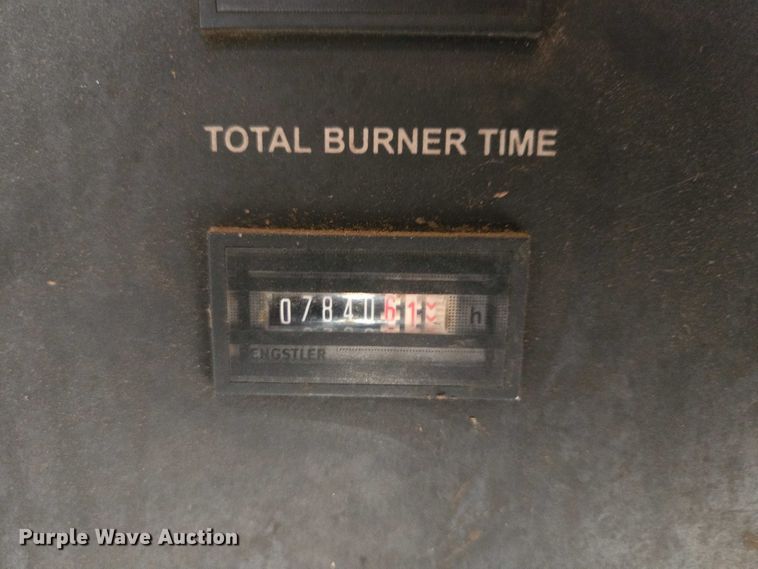 TOTAL BURNER TIME
0784061 h
ENGSTLER
Purple Wave Auction